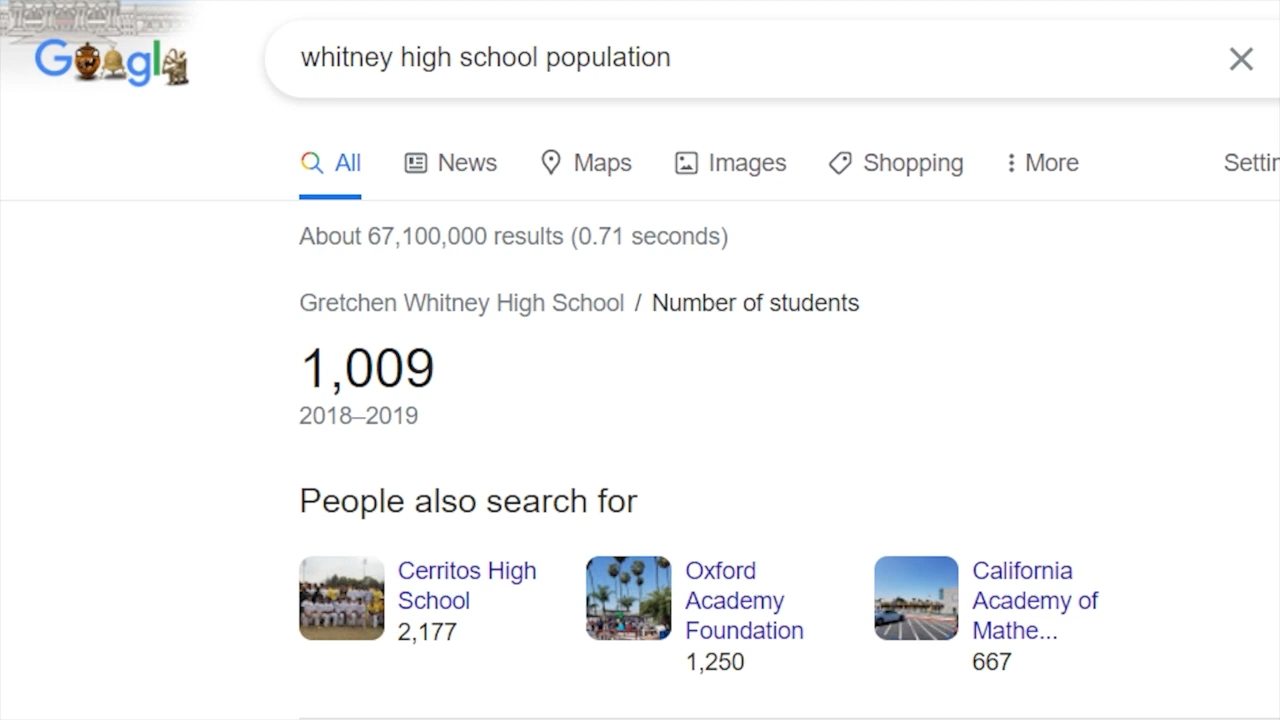 Google
whitney high school population
All
News
Maps
Images
Shopping
More
Settin
About 67,100,000 results (0.71 seconds)
Gretchen Whitney High School / Number of students
1,009
2018–2019
People also search for
Cerritos High
School
2,177
Oxford
Academy
Foundation
1,250
California
Academy of
Mathe...
667